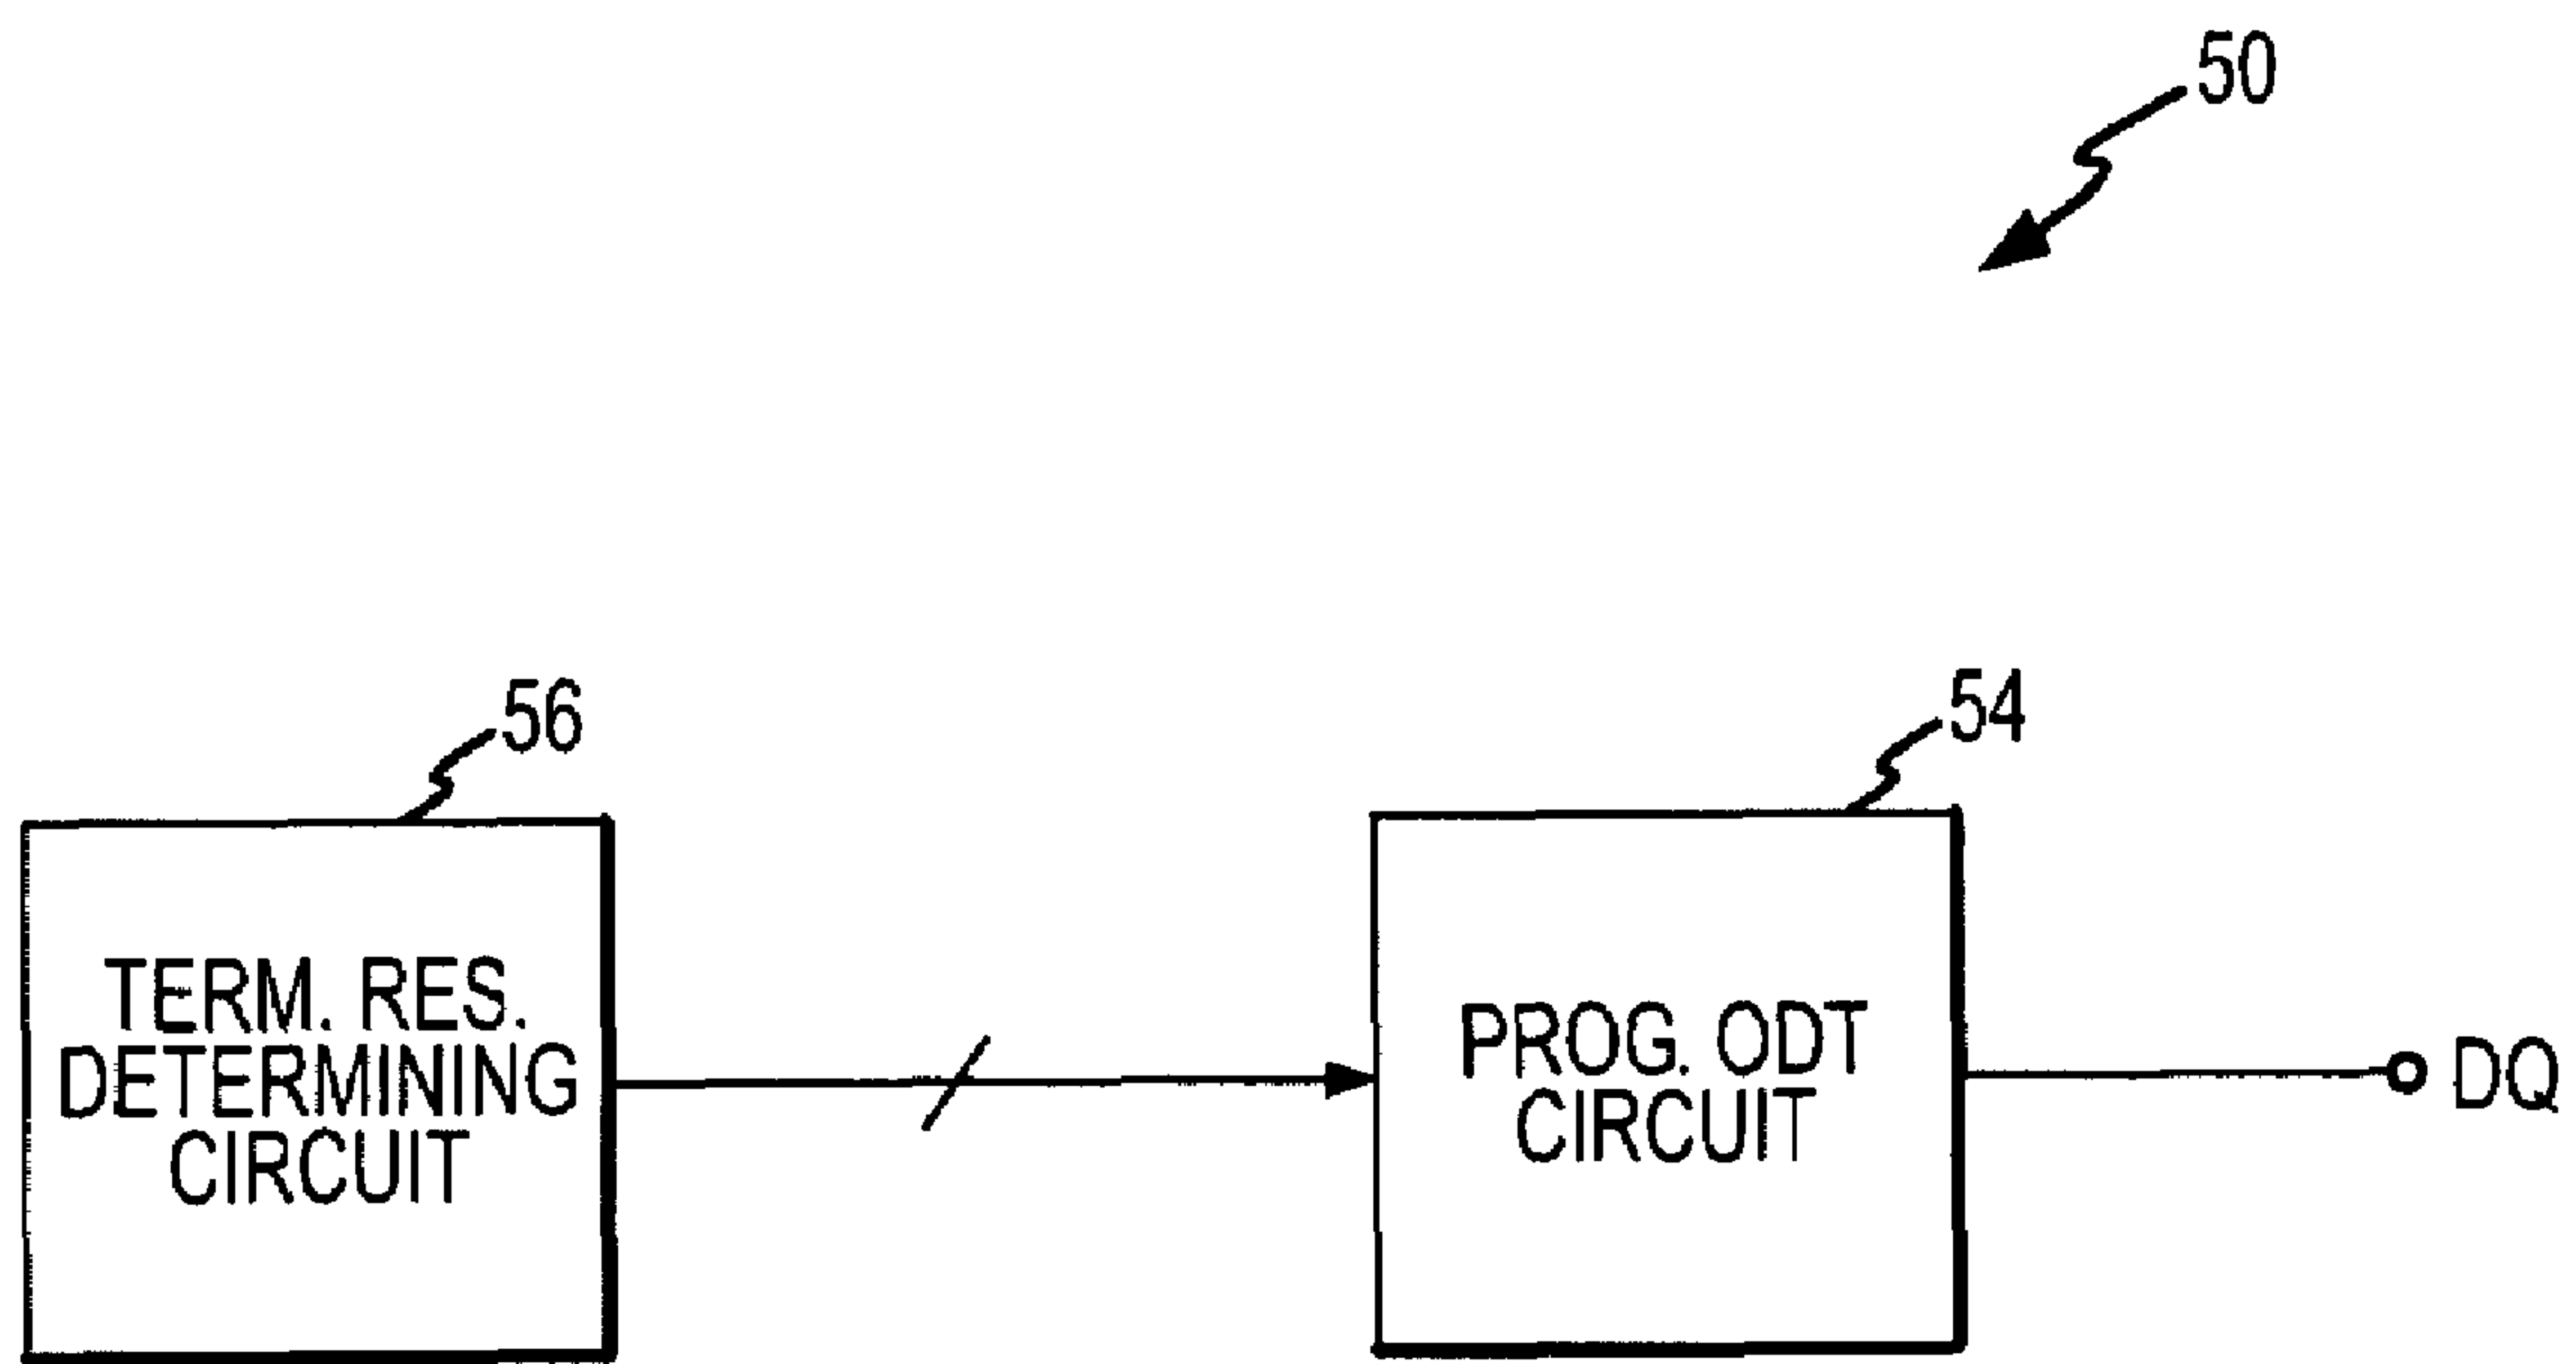 50
56
54
TERM. RES.
DETERMINING
CIRCUIT
PROG. ODT
CIRCUIT
DQ